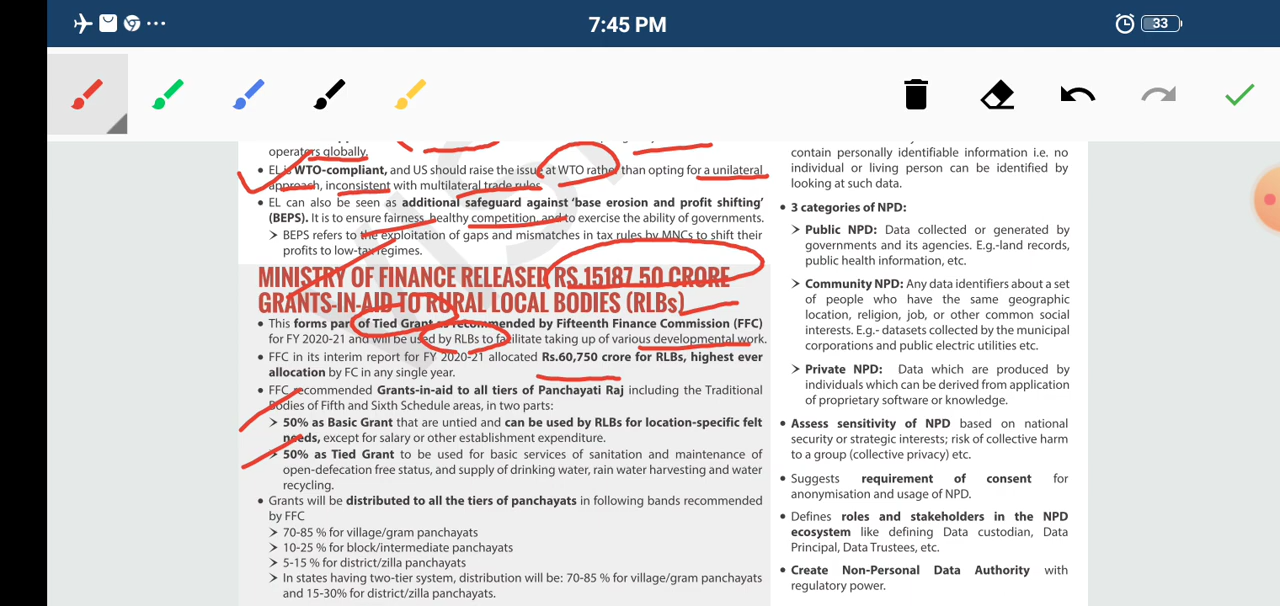 7:45 PM
33
operators globally.
EL is WTO-compliant, and US should raise the issue at WTO rather than opting for a unilateral
approach, inconsistent with multilateral trade rules
EL can also be seen as additional safeguard against 'base erosion and profit shifting'
(BEPS). It is to ensure fairness, healthy competition, and to exercise the ability of governments.
BEPS refers to the exploitation of gaps and mismatches in tax rules by MNCs to shift their
profits to low-tax regimes.
MINISTRY OF FINANCE RELEASED RS.15187.50 CRORE
GRANTS-IN-AID TO RURAL LOCAL BODIES (RLBs)
This forms part of Tied Grant as recommended by Fifteenth Finance Commission (FFC)
for FY 2020-21 and will be used by RLBs to facilitate taking up of various developmental work.
FFC in its interim report for FY 2020-21 allocated Rs.60,750 crore for RLBs, highest ever
allocation by FC in any single year.
FFC recommended Grants-in-aid to all tiers of Panchayati Raj including the Traditional
Bodies of Fifth and Sixth Schedule areas, in two parts:
50% as Basic Grant that are untied and can be used by RLBs for location-specific felt
needs, except for salary or other establishment expenditure.
50% as Tied Grant to be used for basic services of sanitation and maintenance of
open-defecation free status, and supply of drinking water, rain water harvesting and water
recycling.
Grants will be distributed to all the tiers of panchayats in following bands recommended
by FFC
70-85 % for village/gram panchayats
10-25 % for block/intermediate panchayats
5-15 % for district/zilla panchayats
In states having two-tier system, distribution will be: 70-85 % for village/gram panchayats
and 15-30% for district/zilla panchayats.
contain personally identifiable information i.e. no
individual or living person can be identified by
looking at such data.
3 categories of NPD:
Public NPD: Data collected or generated by
governments and its agencies. E.g.-land records,
public health information, etc.
Community NPD: Any data identifiers about a set
of people who have the same geographic
location, religion, job, or other common social
interests. E.g.- datasets collected by the municipal
corporations and public electric utilities etc.
Private NPD: Data which are produced by
individuals which can be derived from application
of proprietary software or knowledge.
Assess sensitivity of NPD based on national
security or strategic interests; risk of collective harm
to a group (collective privacy) etc.
Suggests requirement of consent for
anonymisation and usage of NPD.
Defines roles and stakeholders in the NPD
ecosystem like defining Data custodian, Data
Principal, Data Trustees, etc.
Create Non-Personal Data Authority with
regulatory power.